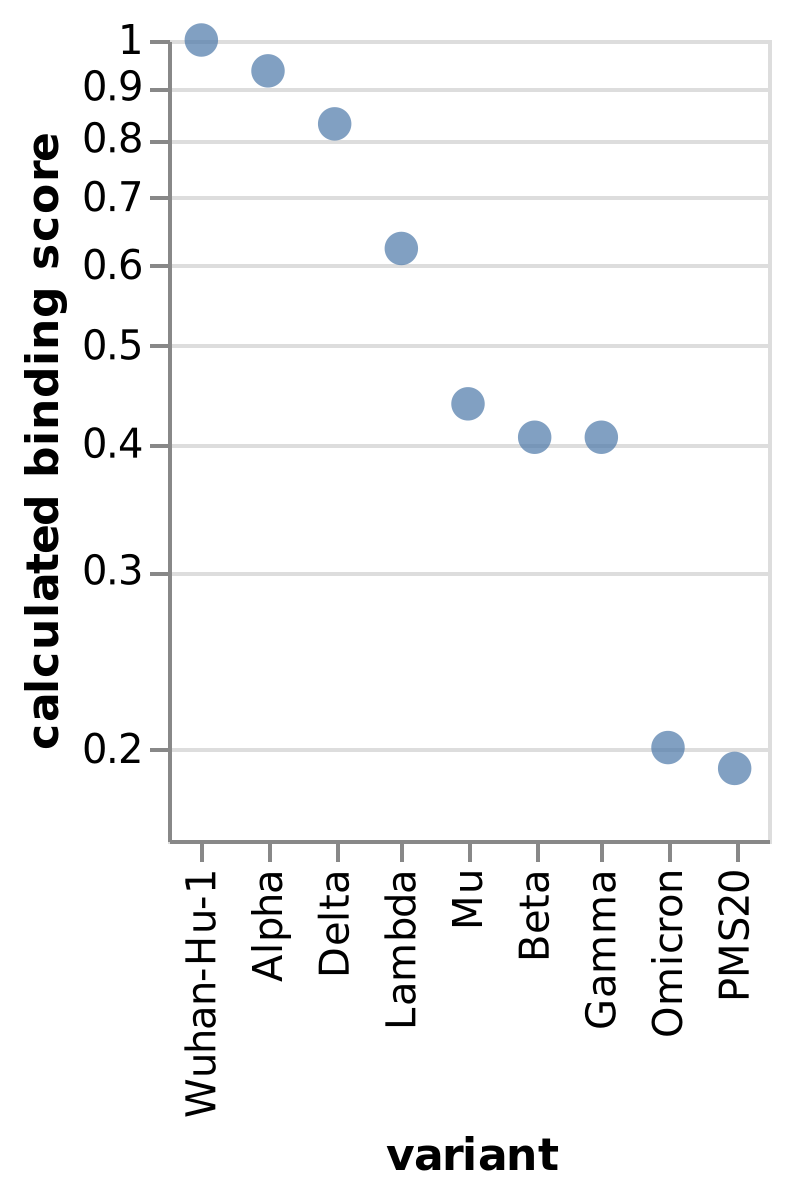 calculated binding score
1
0.9
0.8
0.7
0.6
0.5
0.4
0.3
0.2
Wuhan-Hu-1
Alpha
Delta
Lambda
Mu
Beta
Gamma
Omicron
PMS20
variant